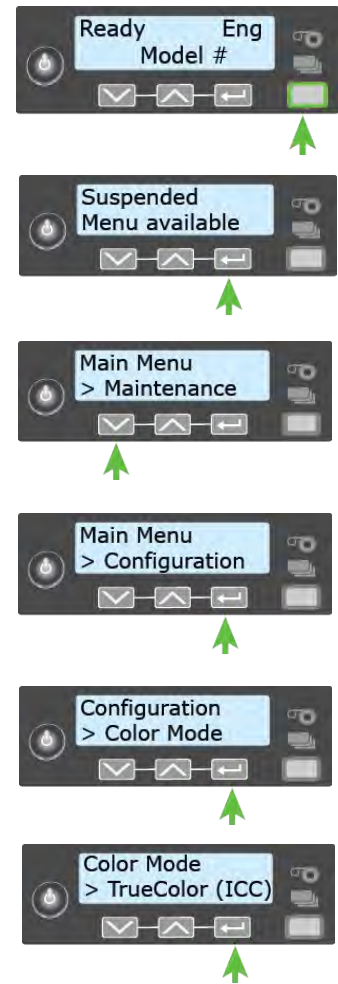 Ready Eng
Model #
Suspended
Menu available
Main Menu
> Maintenance
Main Menu
> Configuration
Configuration
> Color Mode
Color Mode
> TrueColor (ICC)